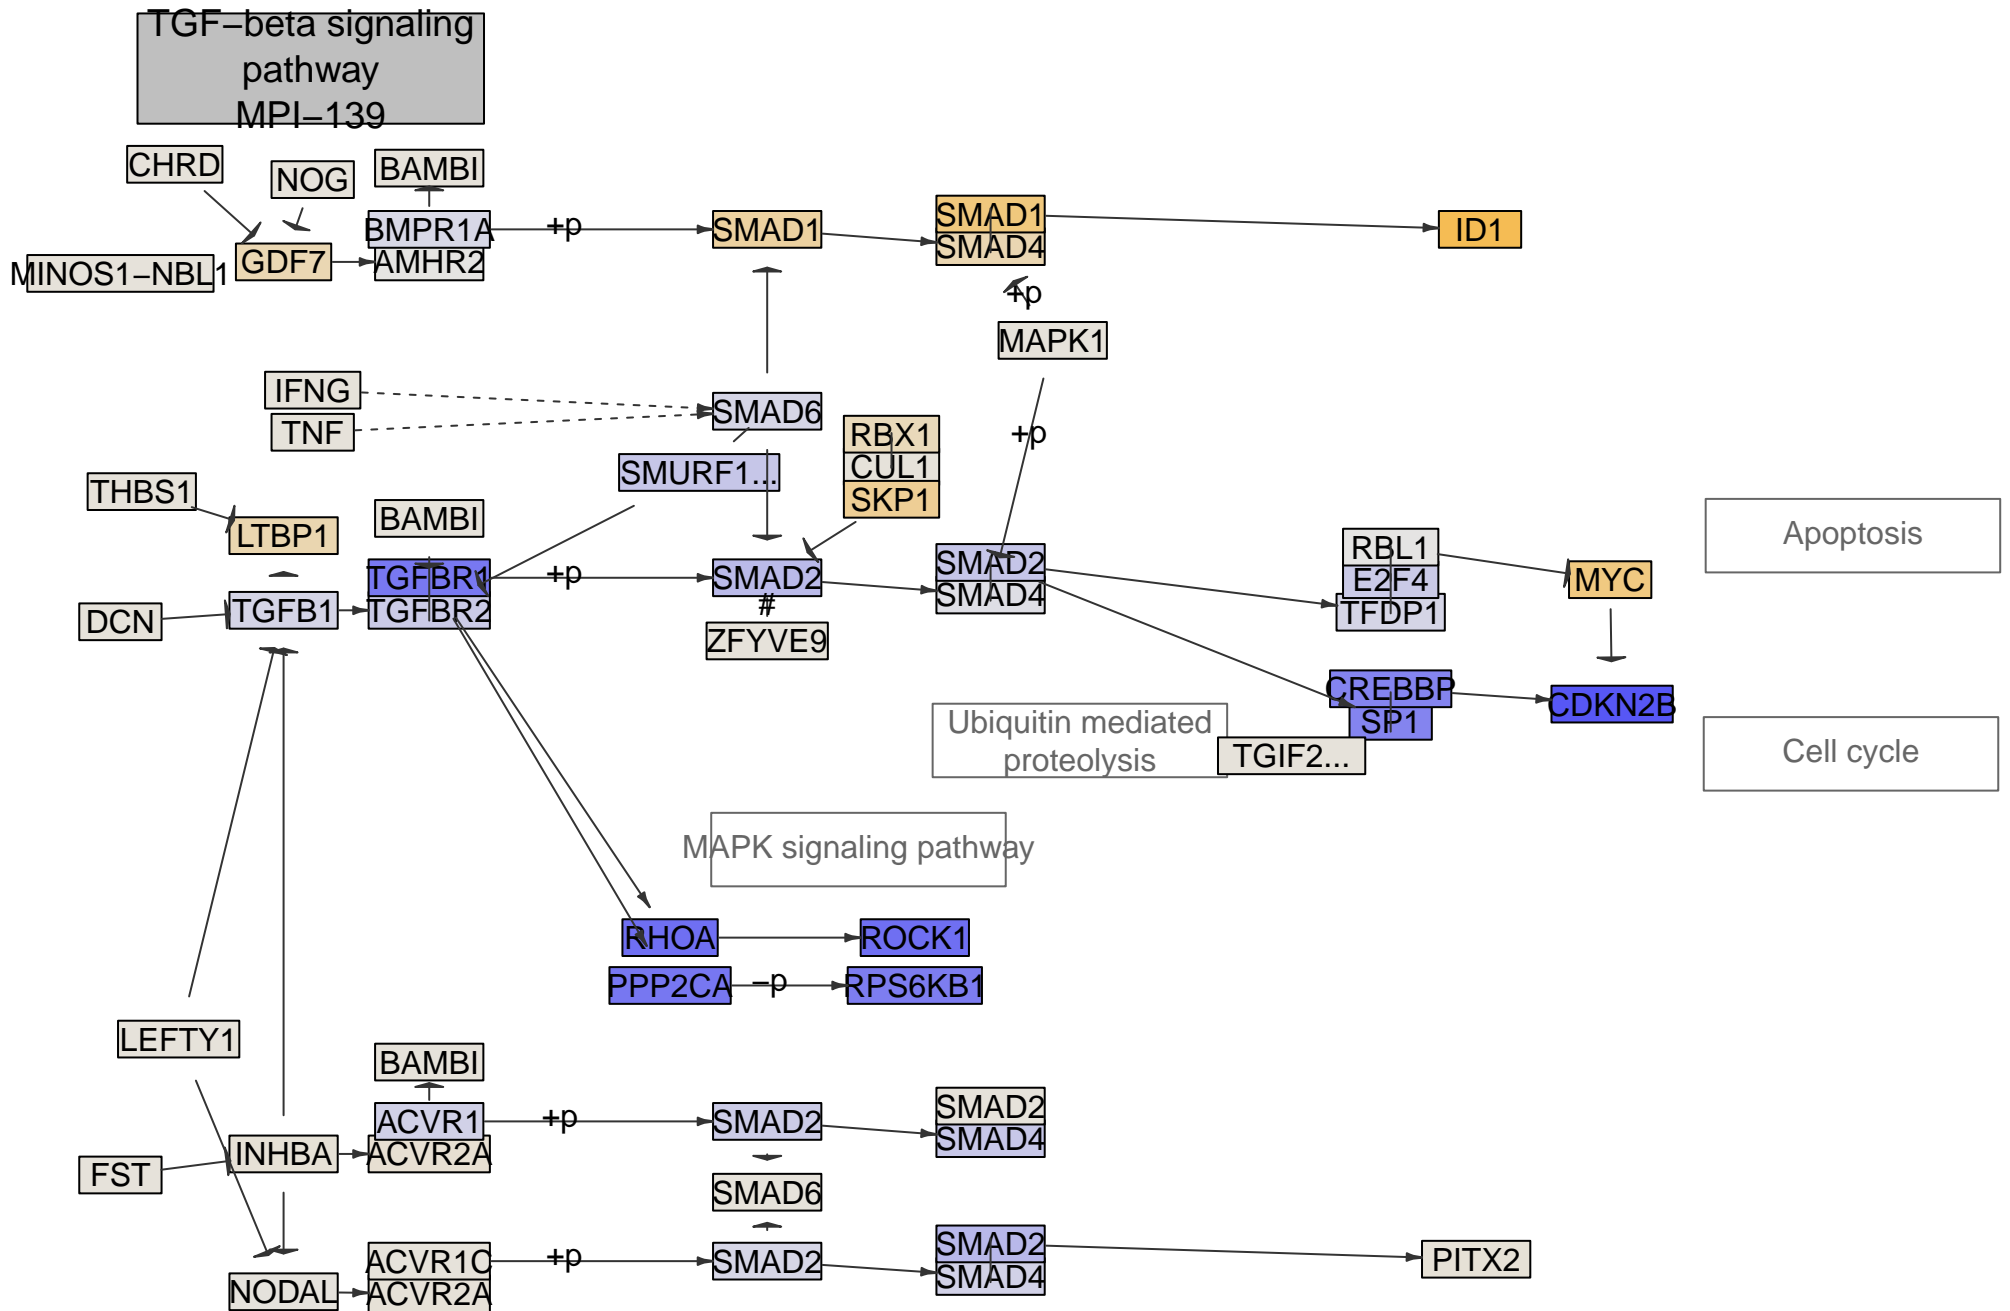 TGF−beta signaling
pathway
MPI−139
CHRD
NOG
BAMBI
BMPR1A
+p
SMAD1
SMAD1
SMAD4
ID1
MINOS1−NBL1
GDF7
AMHR2
+p
MAPK1
IFNG
TNF
SMAD6
RBX1
CUL1
SKP1
+p
SMURF1...
THBS1
LTBP1
BAMBI
TGFBR1
TGFBR2
+p
SMAD2
#
ZFYVE9
SMAD2
SMAD4
RBL1
E2F4
TFDP1
MYC
Apoptosis
DCN
TGFB1
CREBBP
SP1
CDKN2B
Ubiquitin mediated
proteolysis
TGIF2...
Cell cycle
MAPK signaling pathway
RHOA
ROCK1
PPP2CA
−p
RPS6KB1
LEFTY1
BAMBI
ACVR1
ACVR2A
+p
SMAD2
SMAD2
SMAD4
FST
INHBA
SMAD6
ACVR1C
ACVR2A
+p
SMAD2
SMAD2
SMAD4
PITX2
NODAL